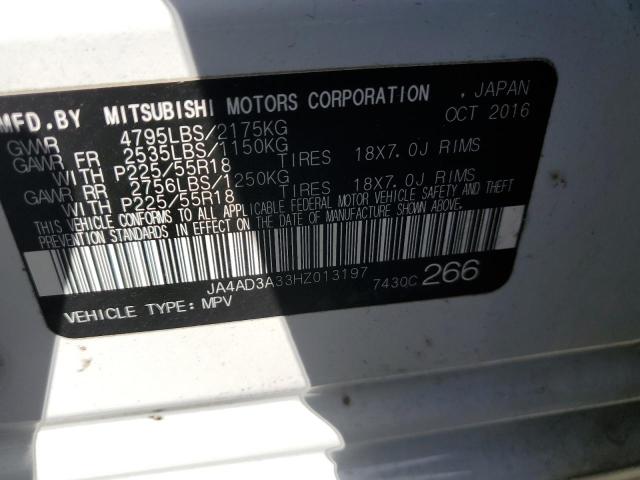 MFD.BY MITSUBISHI MOTORS CORPORATION , JAPAN
GVWR 4795LBS/2175KG OCT 2016
GAWR FR 2535LBS/1150KG
WITH P225/55R18 TIRES 18X7.0J RIMS
GAWR RR 2756LBS/1250KG
WITH P225/55R18 TIRES 18X7.0J RIMS
THIS VEHICLE CONFORMS TO ALL APPLICABLE FEDERAL MOTOR VEHICLE SAFETY AND THEFT
PREVENTION STANDARDS IN EFFECT ON THE DATE OF MANUFACTURE SHOWN ABOVE.
JA4AD3A33HZ013197 7430C 266
VEHICLE TYPE: MPV